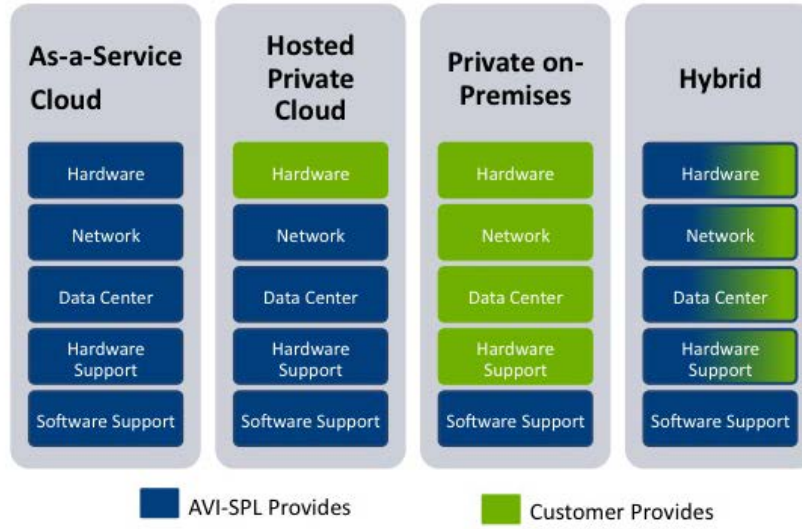 As-a-Service
Cloud
Hardware
Network
Data Center
Hardware
Support
Software Support
Hosted
Private
Cloud
Hardware
Network
Data Center
Hardware
Support
Software Support
Private on-
Premises
Hardware
Network
Data Center
Hardware
Support
Software Support
Hybrid
Hardware
Network
Data Center
Hardware
Support
Software Support
AVI-SPL Provides
Customer Provides